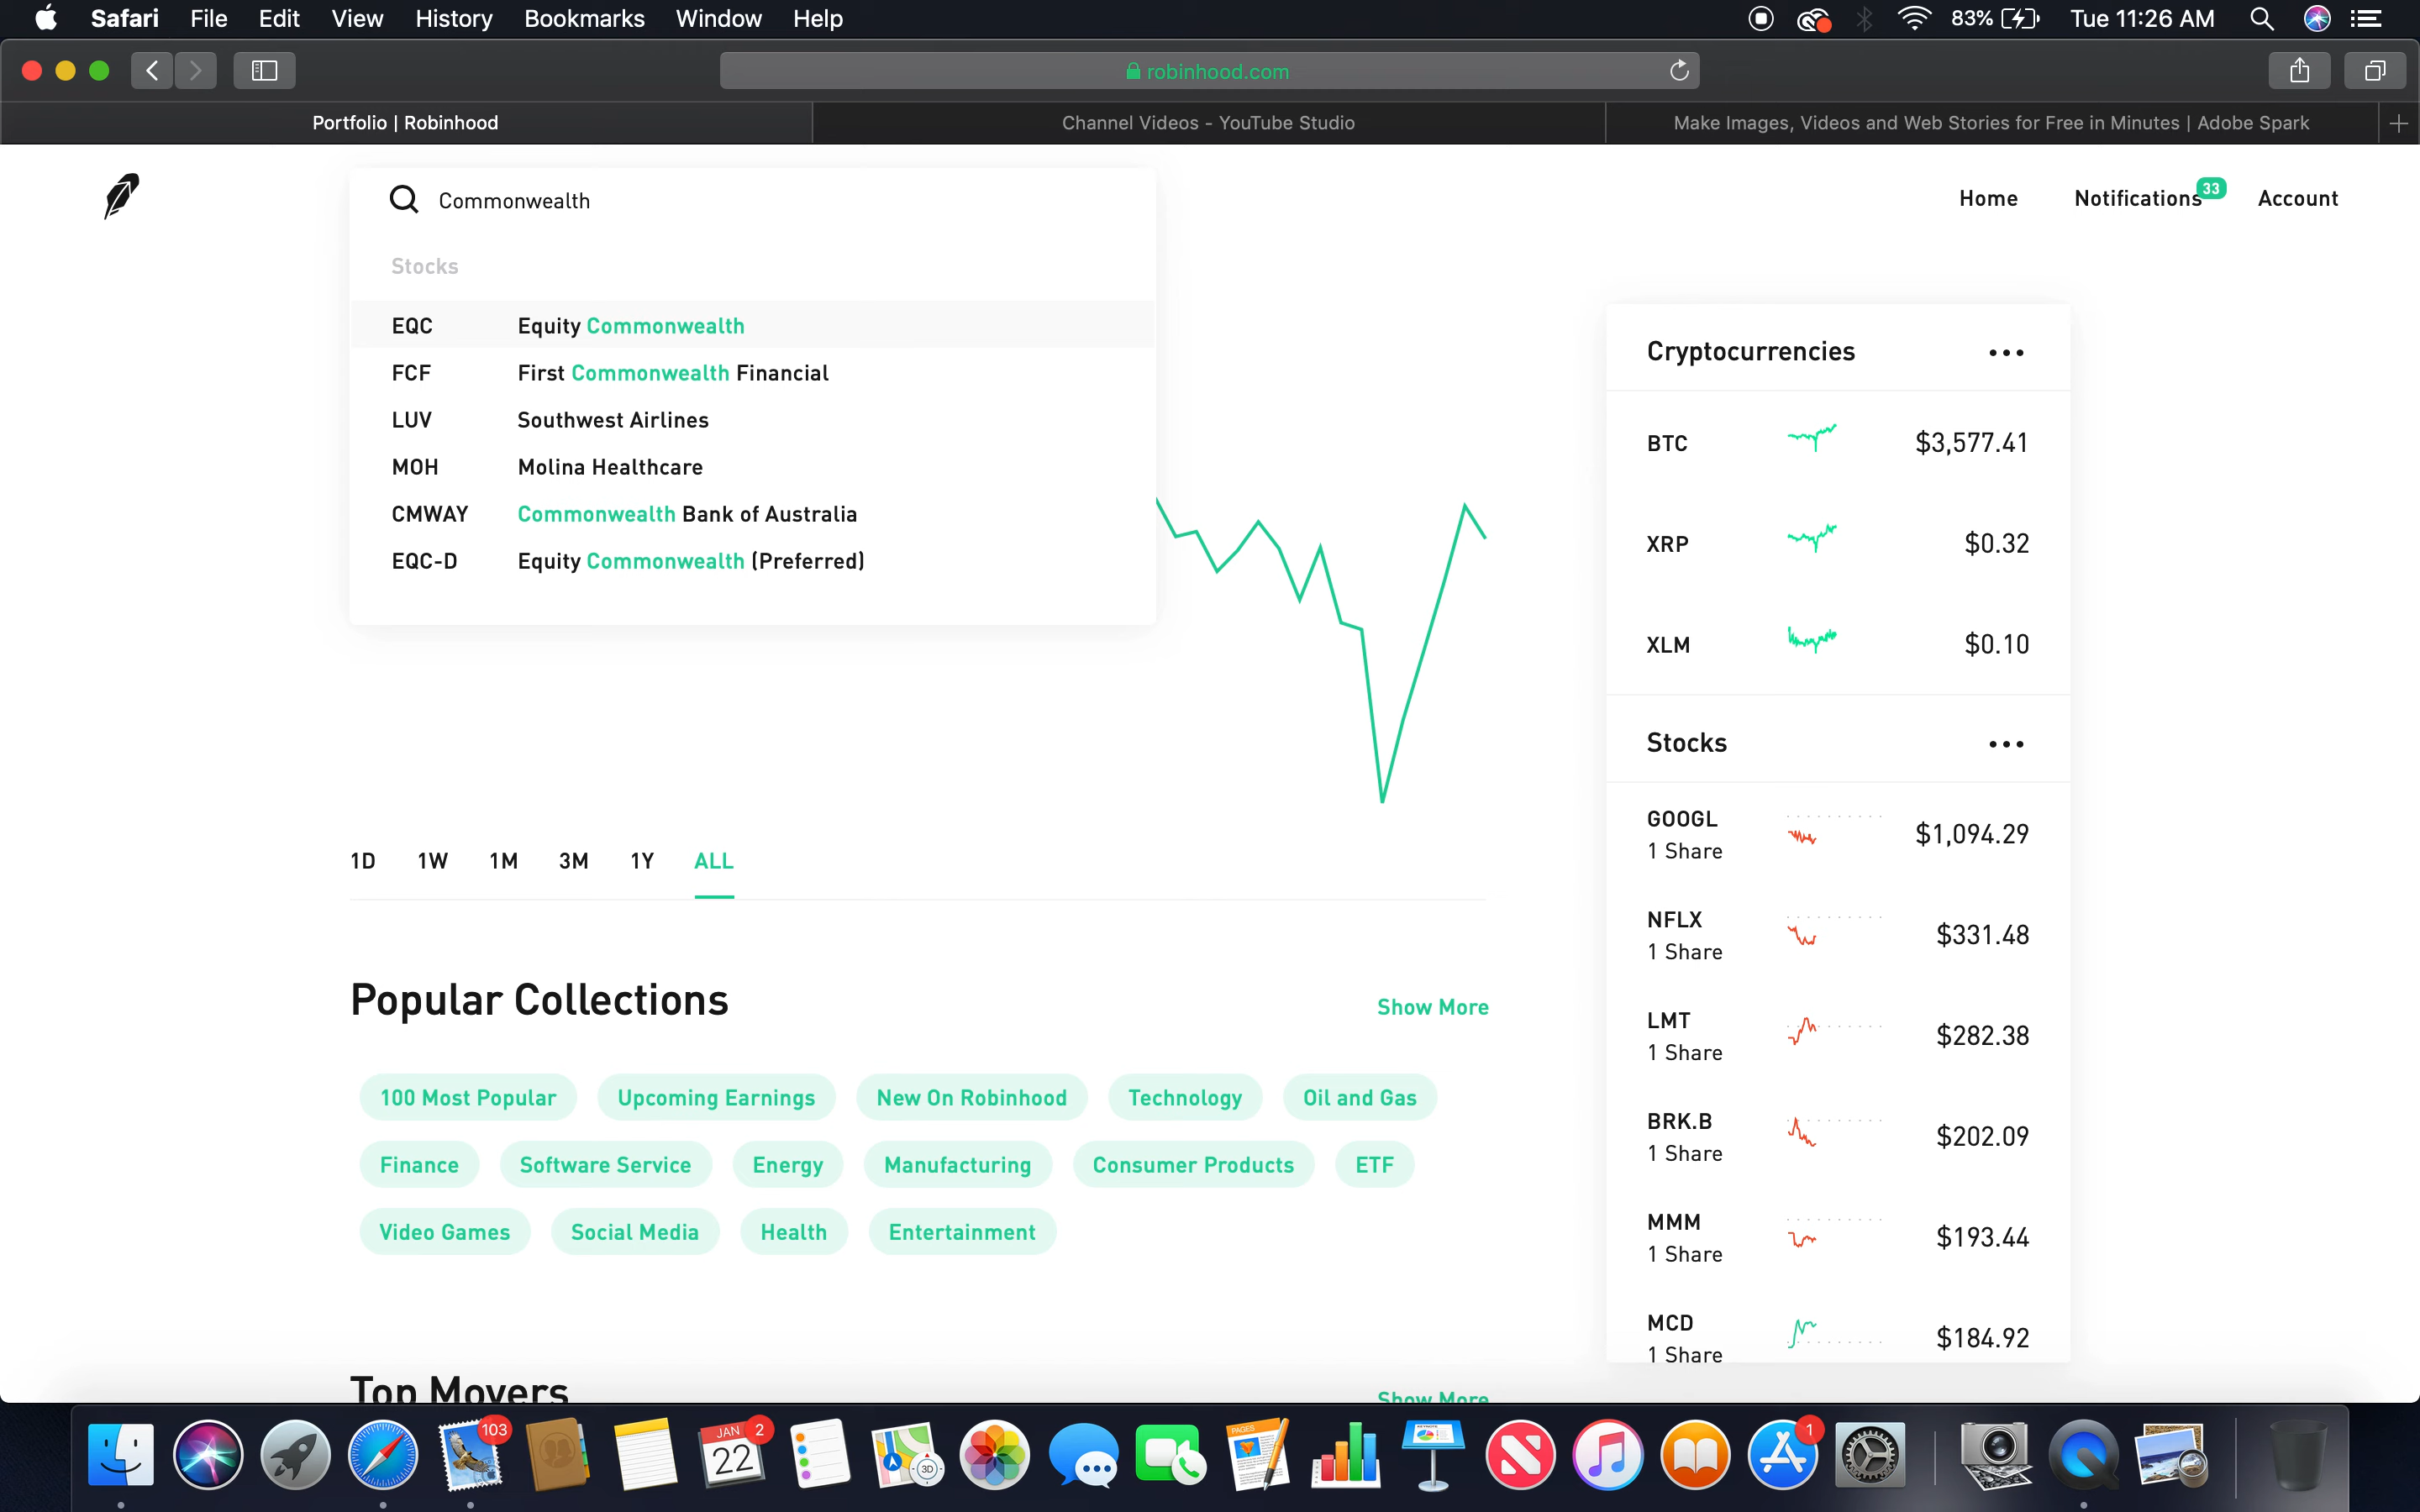 Safari File Edit View History Bookmarks Window Help 83% Tue 11:26 AM
robinhood.com
Portfolio | Robinhood Channel Videos - YouTube Studio Make Images, Videos and Web Stories for Free in Minutes | Adobe Spark
Commonwealth
Home Notifications 33 Account
Stocks
EQC Equity Commonwealth
FCF First Commonwealth Financial
LUV Southwest Airlines
MOH Molina Healthcare
CMWAY Commonwealth Bank of Australia
EQC-D Equity Commonwealth (Preferred)
1D 1W 1M 3M 1Y ALL
Popular Collections Show More
100 Most Popular Upcoming Earnings New On Robinhood Technology Oil and Gas
Finance Software Service Energy Manufacturing Consumer Products ETF
Video Games Social Media Health Entertainment
Top Movers Show More
Cryptocurrencies
BTC $3,577.41
XRP $0.32
XLM $0.10
Stocks
GOOGL $1,094.29
1 Share
NFLX $331.48
1 Share
LMT $282.38
1 Share
BRK.B $202.09
1 Share
MMM $193.44
1 Share
MCD $184.92
1 Share
103 JAN 22 2 3D PAGES 1